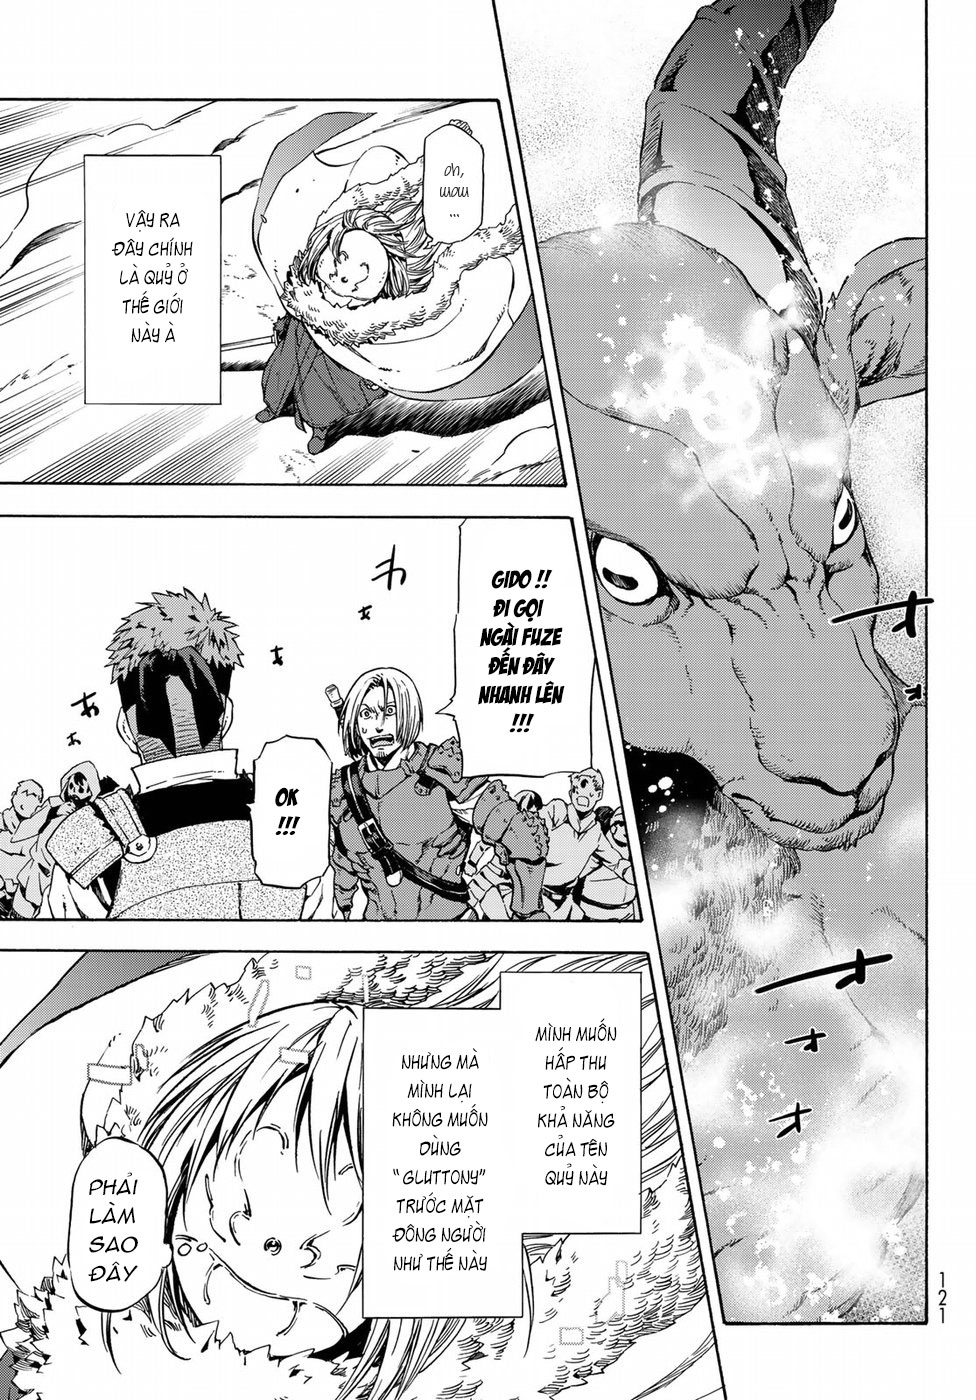 oh,
wow
...
VẬY RA
ĐÂY CHÍNH
LÀ QUỶ Ở
THẾ GIỚI
NÀY À
GIDO !!
ĐI GỌI
NGÀI FUZE
ĐẾN ĐÂY
NHANH LÊN
!!!
OK
!!!
MÌNH MUỐN
HẤP THU
TOÀN BỘ
KHẢ NĂNG
CỦA TÊN
QUỶ NÀY
NHƯNG MÀ
MÌNH LẠI
KHÔNG MUỐN
DÙNG
“GLUTTONY”
TRƯỚC MẶT
ĐÔNG NGƯỜI
NHƯ THẾ NÀY
PHẢI
LÀM
SAO
ĐÂY
121